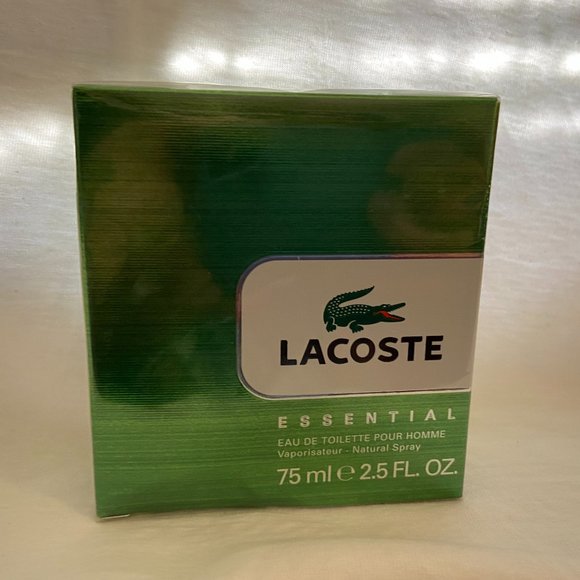 LACOSTE
ESSENTIAL
EAU DE TOILETTE POUR HOMME
Vaporisateur - Natural Spray
75 ml ℮ 2.5 FL. OZ.